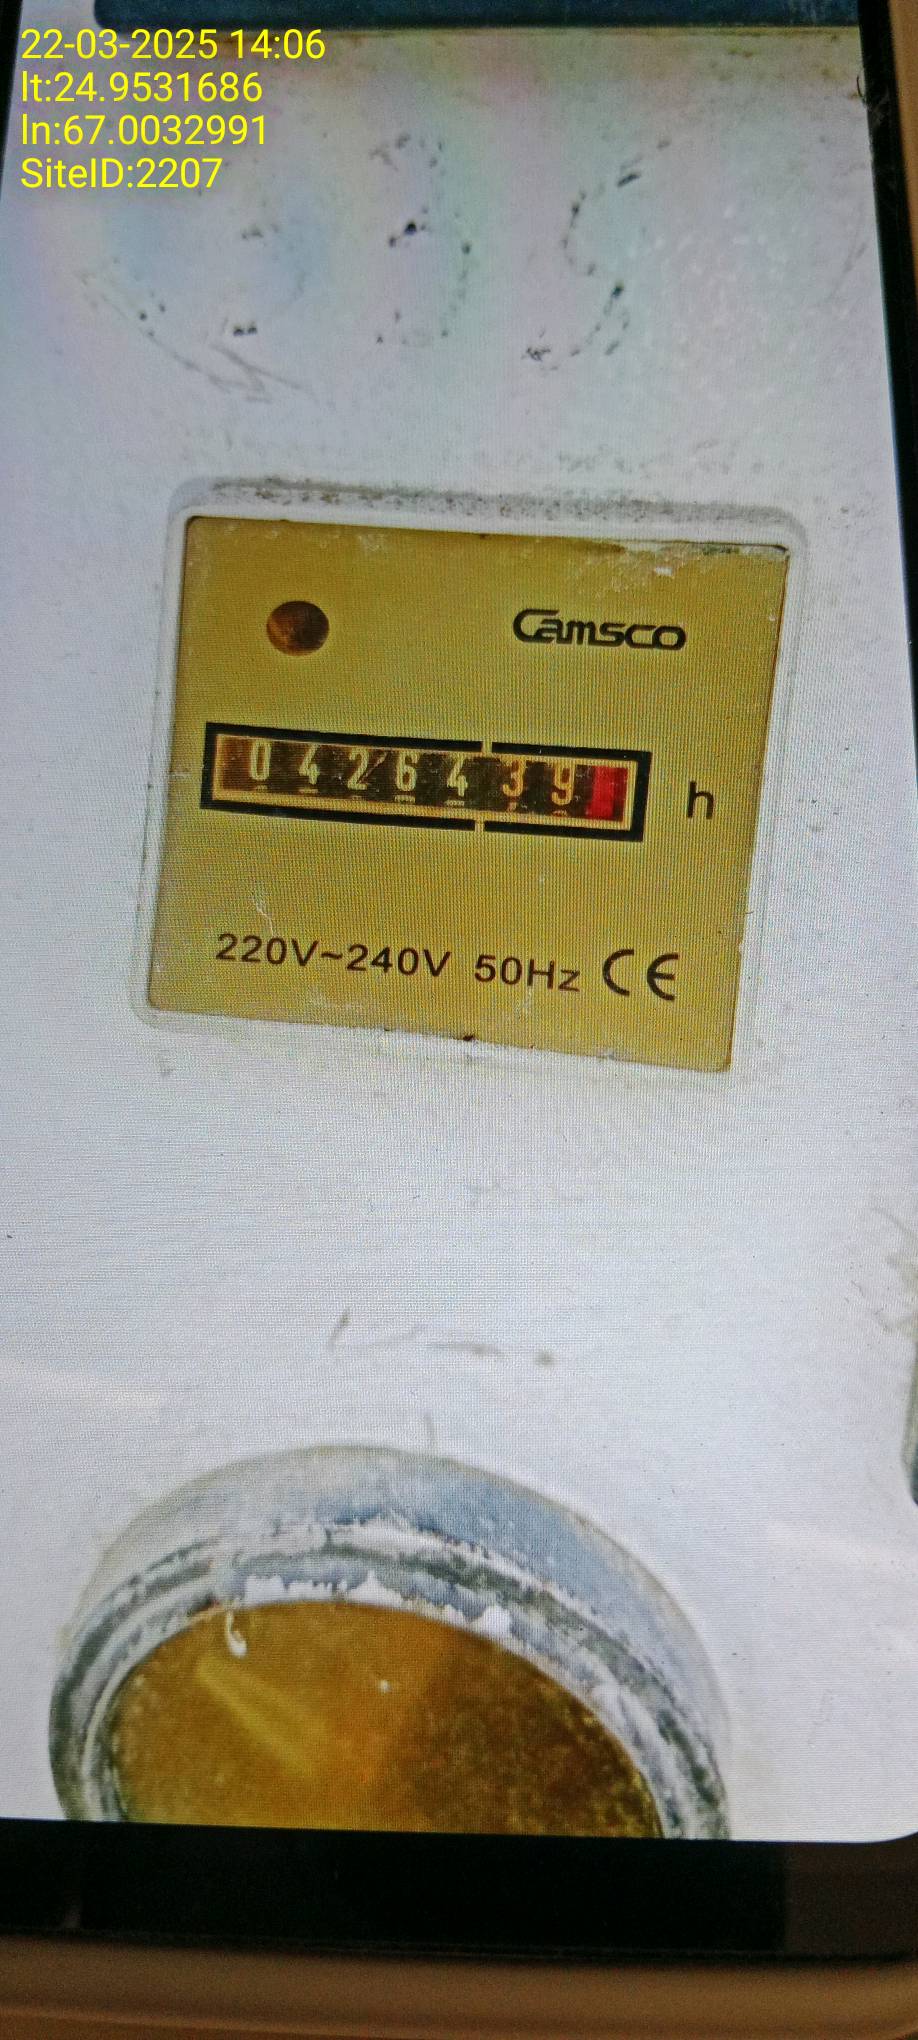 22-03-2025 14:06
lt:24.9531686
ln:67.0032991
SiteID:2207
Camsco
0426439 h
220V~240V 50Hz CE